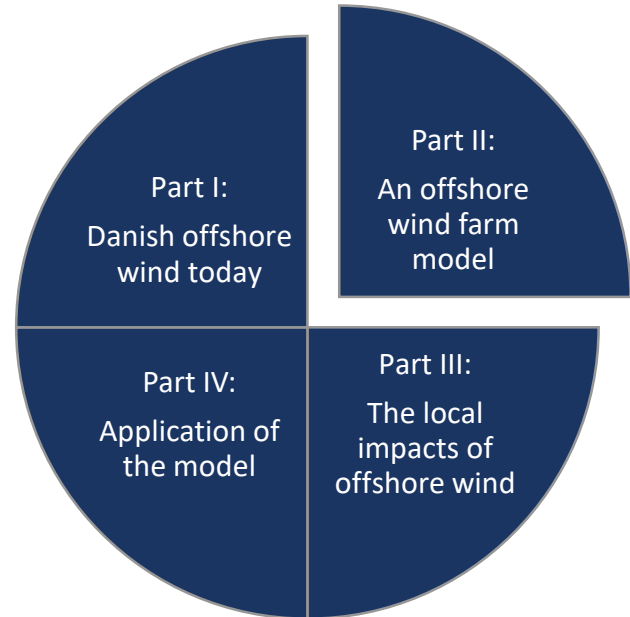 Part I:
Danish offshore
wind today
Part II:
An offshore
wind farm
model
Part III:
The local
impacts of
offshore wind
Part IV:
Application of
the model